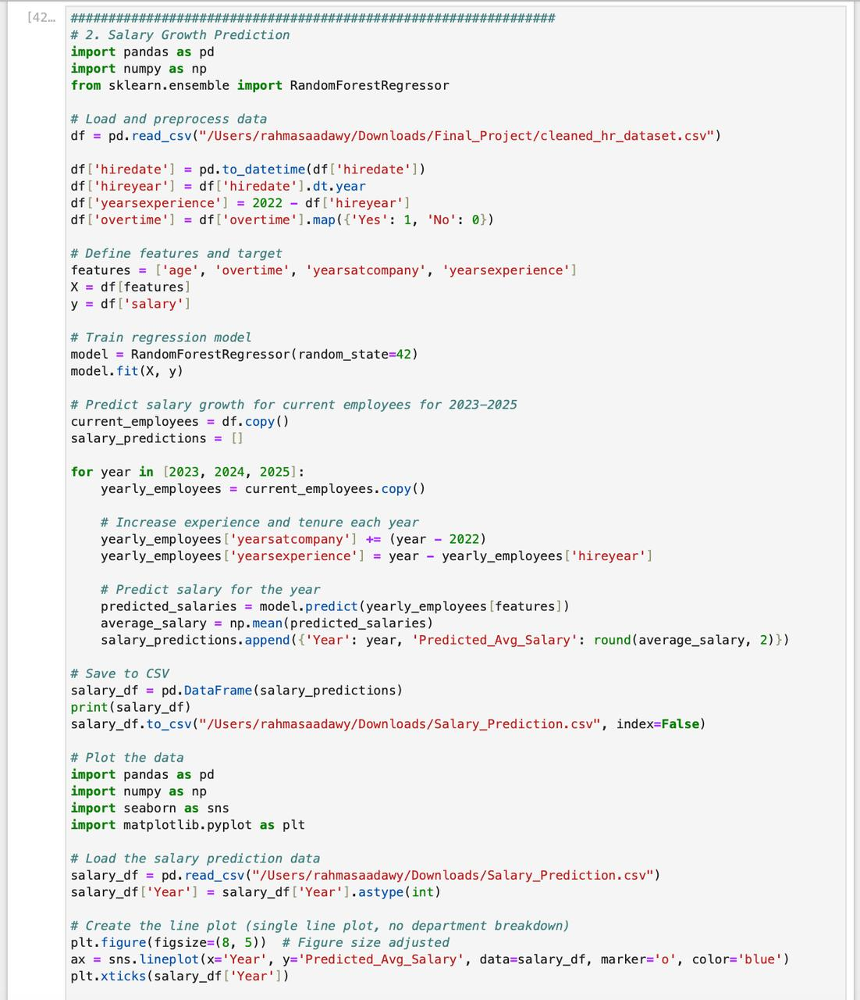 [42…
################################################################
# 2. Salary Growth Prediction
import pandas as pd
import numpy as np
from sklearn.ensemble import RandomForestRegressor

# Load and preprocess data
df = pd.read_csv("/Users/rahmasaadawy/Downloads/Final_Project/cleaned_hr_dataset.csv")

df['hiredate'] = pd.to_datetime(df['hiredate'])
df['hireyear'] = df['hiredate'].dt.year
df['yearsexperience'] = 2022 - df['hireyear']
df['overtime'] = df['overtime'].map({'Yes': 1, 'No': 0})

# Define features and target
features = ['age', 'overtime', 'yearsatcompany', 'yearsexperience']
X = df[features]
y = df['salary']

# Train regression model
model = RandomForestRegressor(random_state=42)
model.fit(X, y)

# Predict salary growth for current employees for 2023–2025
current_employees = df.copy()
salary_predictions = []

for year in [2023, 2024, 2025]:
    yearly_employees = current_employees.copy()

    # Increase experience and tenure each year
    yearly_employees['yearsatcompany'] += (year - 2022)
    yearly_employees['yearsexperience'] = year - yearly_employees['hireyear']

    # Predict salary for the year
    predicted_salaries = model.predict(yearly_employees[features])
    average_salary = np.mean(predicted_salaries)
    salary_predictions.append({'Year': year, 'Predicted_Avg_Salary': round(average_salary, 2)})

# Save to CSV
salary_df = pd.DataFrame(salary_predictions)
print(salary_df)
salary_df.to_csv("/Users/rahmasaadawy/Downloads/Salary_Prediction.csv", index=False)

# Plot the data
import pandas as pd
import numpy as np
import seaborn as sns
import matplotlib.pyplot as plt

# Load the salary prediction data
salary_df = pd.read_csv("/Users/rahmasaadawy/Downloads/Salary_Prediction.csv")
salary_df['Year'] = salary_df['Year'].astype(int)

# Create the line plot (single line plot, no department breakdown)
plt.figure(figsize=(8, 5))  # Figure size adjusted
ax = sns.lineplot(x='Year', y='Predicted_Avg_Salary', data=salary_df, marker='o', color='blue')
plt.xticks(salary_df['Year'])